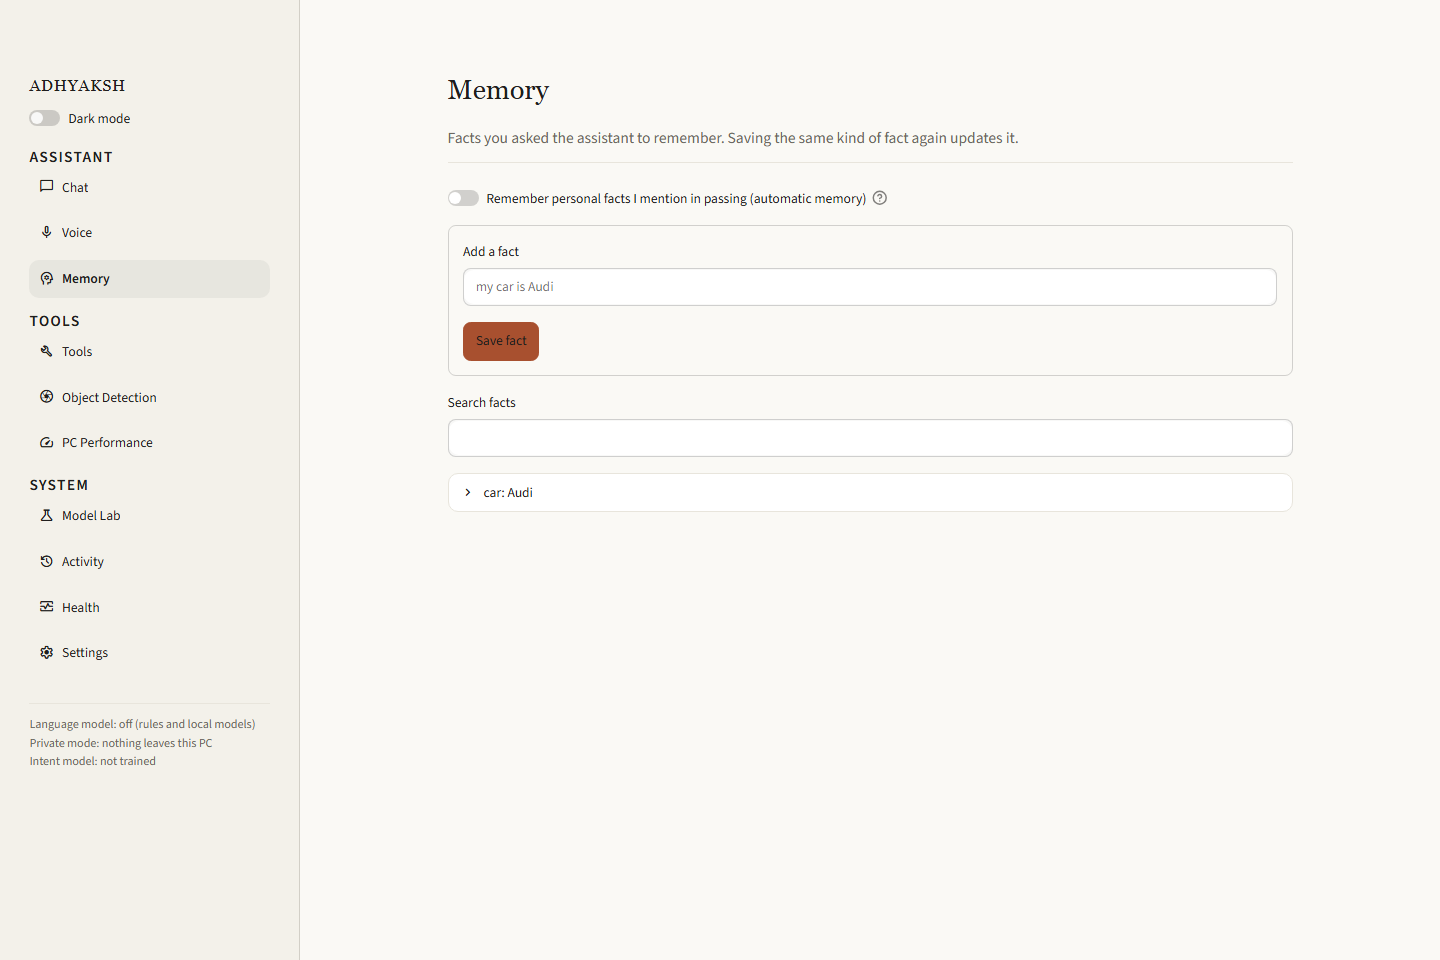 ADHYAKSH
Dark mode
ASSISTANT
Chat
Voice
Memory
TOOLS
Tools
Object Detection
PC Performance
SYSTEM
Model Lab
Activity
Health
Settings
Language model: off (rules and local models)
Private mode: nothing leaves this PC
Intent model: not trained
Memory
Facts you asked the assistant to remember. Saving the same kind of fact again updates it.
Remember personal facts I mention in passing (automatic memory)
Add a fact
my car is Audi
Save fact
Search facts
car: Audi